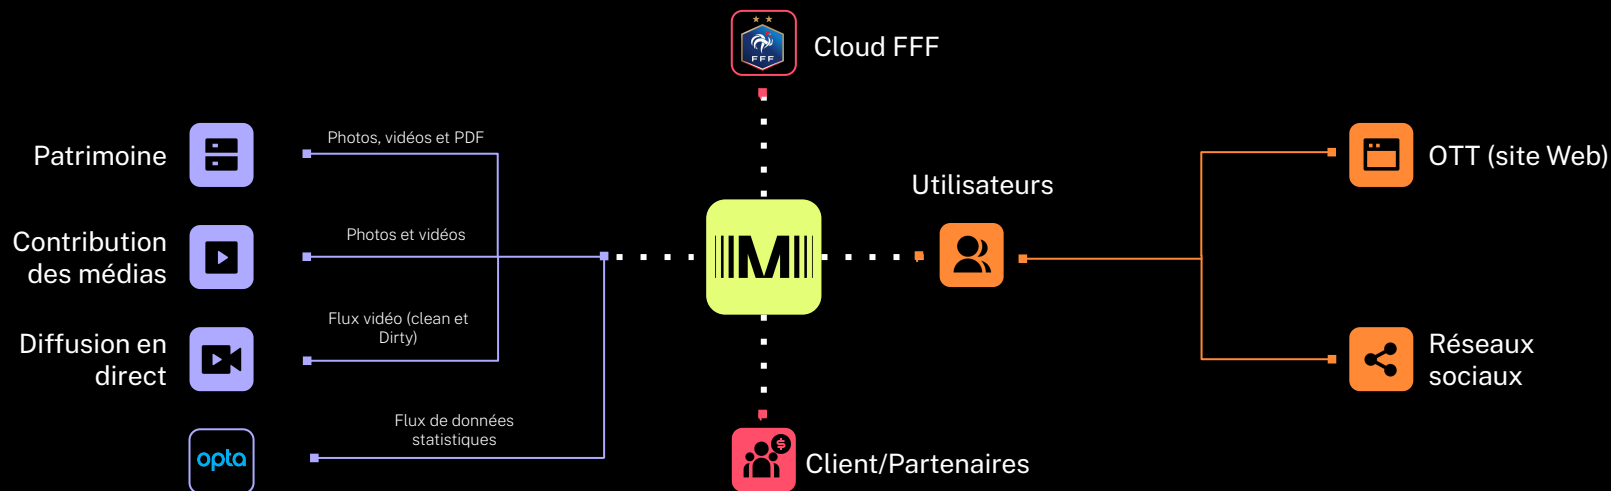 FFF
Cloud FFF
Patrimoine
Photos, vidéos et PDF
OTT (site Web)
Utilisateurs
Contribution
des médias
Photos et vidéos
M
Diffusion en
direct
Flux vidéo (clean et
Dirty)
Réseaux
sociaux
opta
Flux de données
statistiques
$
Client/Partenaires